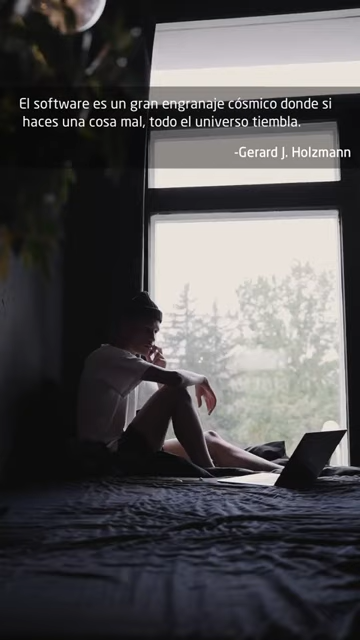 El software es un gran engranaje cósmico donde si
haces una cosa mal, todo el universo tiembla.
-Gerard J. Holzmann